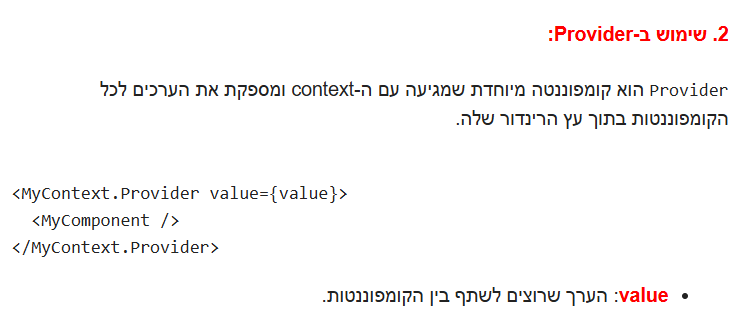 2. שימוש ב-Provider:
Provider הוא קומפוננטה מיוחדת שמגיעה עם ה-context ומספקת את הערכים לכל
הקומפוננטות בתוך עץ הרינדור שלה.
<MyContext.Provider value={value}>
  <MyComponent />
</MyContext.Provider>
• value: הערך שרוצים לשתף בין הקומפוננטות.